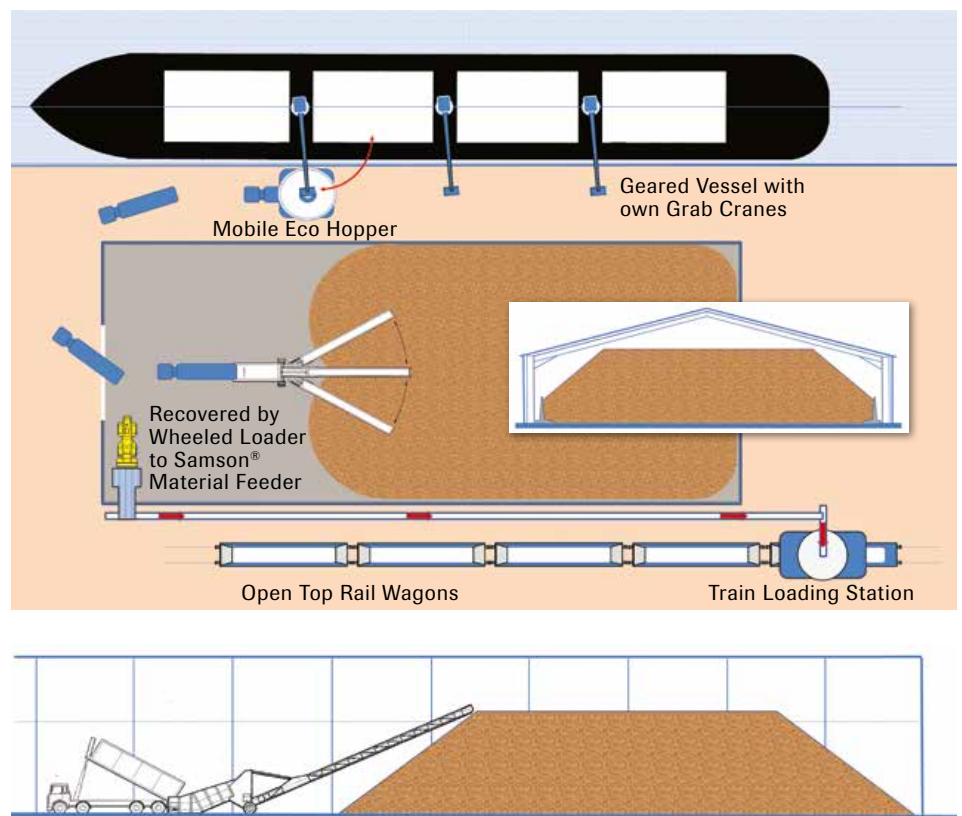 Geared Vessel with
own Grab Cranes
Mobile Eco Hopper
Recovered by
Wheeled Loader
to Samson®
Material Feeder
Open Top Rail Wagons
Train Loading Station